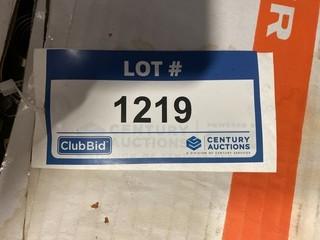 LOT #
1219
ClubBid
CENTURY
AUCTIONS
A DIVISION OF CENTURY SERVICES
R